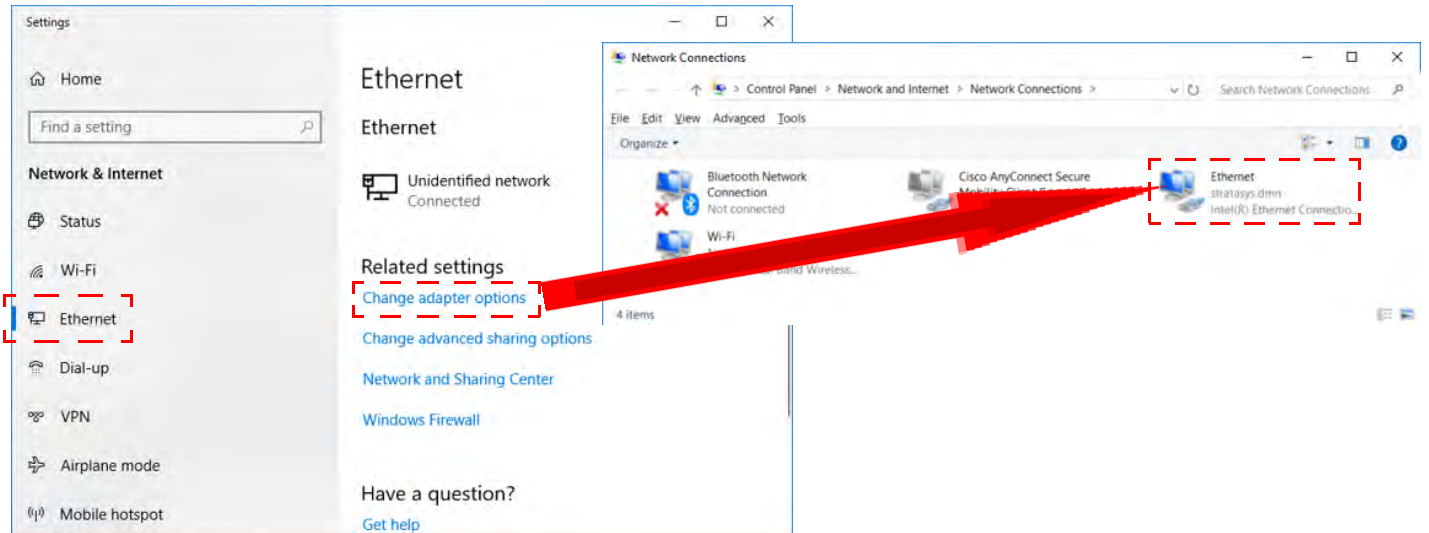 Settings
Home
Find a setting
Network & Internet
Status
Wi-Fi
Ethernet
Dial-up
VPN
Airplane mode
Mobile hotspot
Ethernet
Ethernet
Unidentified network
Connected
Related settings
Change adapter options
Change advanced sharing options
Network and Sharing Center
Windows Firewall
Have a question?
Get help
Network Connections
> Control Panel > Network and Internet > Network Connections >
Search Network Connections
File Edit View Advanced Tools
Organize
Bluetooth Network
Connection
Not connected
Cisco AnyConnect Secure
Mobility Client
Ethernet
stratasys.dmn
Intel(R) Ethernet Connectio...
Wi-Fi
Band Wireless...
4 items